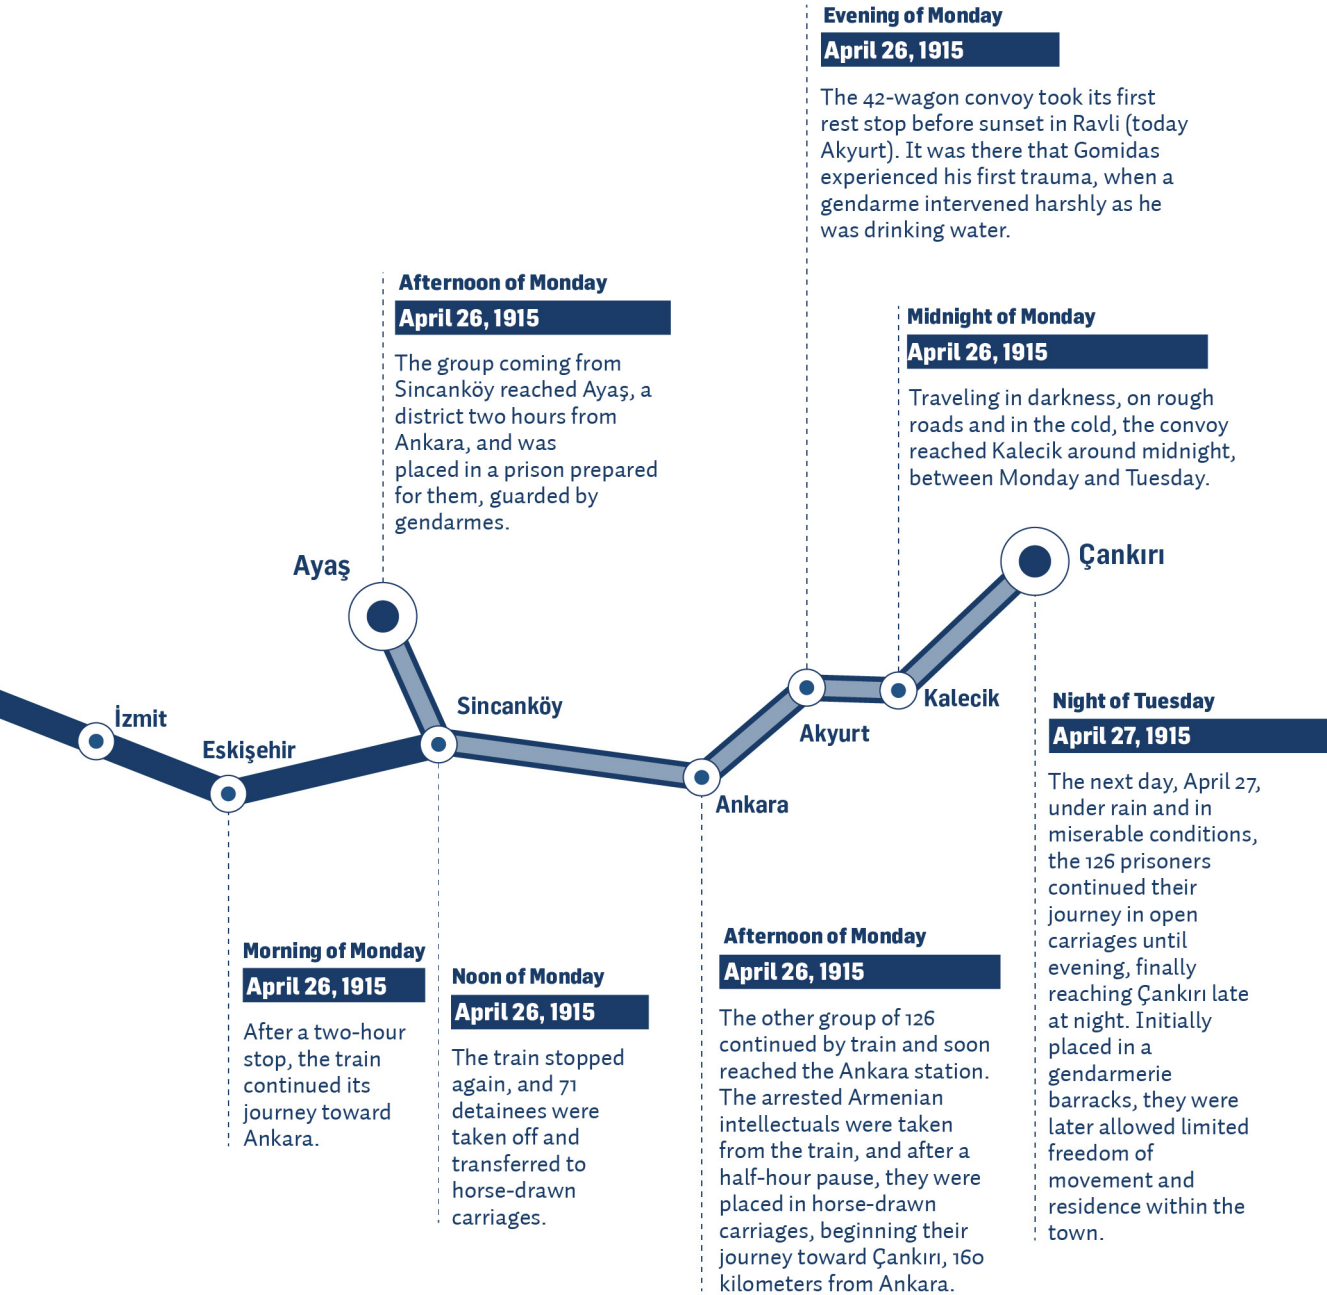 Evening of Monday
April 26, 1915
The 42-wagon convoy took its first
rest stop before sunset in Ravli (today
Akyurt). It was there that Gomidas
experienced his first trauma, when a
gendarme intervened harshly as he
was drinking water.
Afternoon of Monday
April 26, 1915
The group coming from
Sincanköy reached Ayaş, a
district two hours from
Ankara, and was
placed in a prison prepared
for them, guarded by
gendarmes.
Midnight of Monday
April 26, 1915
Traveling in darkness, on rough
roads and in the cold, the convoy
reached Kalecik around midnight,
between Monday and Tuesday.
Ayaş
Çankırı
İzmit
Eskişehir
Sincanköy
Ankara
Akyurt
Kalecik
Morning of Monday
April 26, 1915
After a two-hour
stop, the train
continued its
journey toward
Ankara.
Noon of Monday
April 26, 1915
The train stopped
again, and 71
detainees were
taken off and
transferred to
horse-drawn
carriages.
Afternoon of Monday
April 26, 1915
The other group of 126
continued by train and soon
reached the Ankara station.
The arrested Armenian
intellectuals were taken
from the train, and after a
half-hour pause, they were
placed in horse-drawn
carriages, beginning their
journey toward Çankırı, 160
kilometers from Ankara.
Night of Tuesday
April 27, 1915
The next day, April 27,
under rain and in
miserable conditions,
the 126 prisoners
continued their
journey in open
carriages until
evening, finally
reaching Çankırı late
at night. Initially
placed in a
gendarmerie
barracks, they were
later allowed limited
freedom of
movement and
residence within the
town.